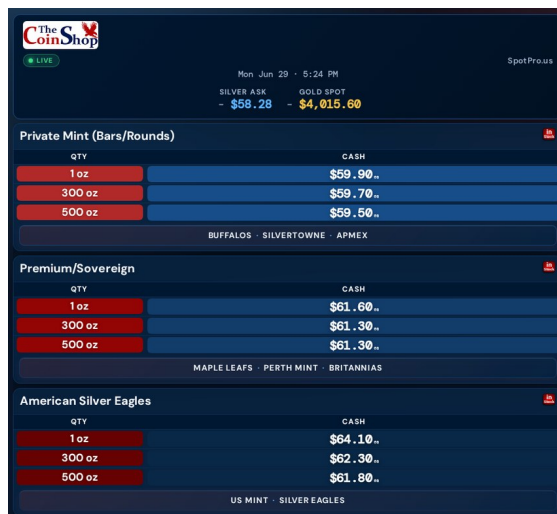 The
CoinShop
LIVE
SpotPro.us
Mon Jun 29 · 5:24 PM
SILVER ASK GOLD SPOT
– $58.28 – $4,015.60
Private Mint (Bars/Rounds)
in
QTY CASH
1 oz $59.90
300 oz $59.70
500 oz $59.50
BUFFALOS · SILVERTOWNE · APMEX
Premium/Sovereign
in
QTY CASH
1 oz $61.60
300 oz $61.30
500 oz $61.30
MAPLE LEAFS · PERTH MINT · BRITANNIAS
American Silver Eagles
in
QTY CASH
1 oz $64.10
300 oz $62.30
500 oz $61.80
US MINT · SILVER EAGLES